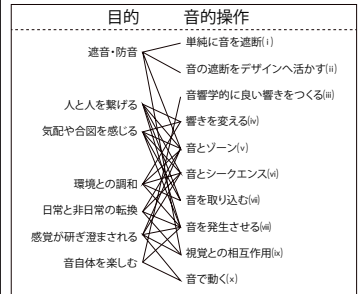 目的 音的操作
遮音・防音
人と人を繋げる
気配や合図を感じる
環境との調和
日常と非日常の転換
感覚が研ぎ澄まされる
音自体を楽しむ
単純に音を遮断(ⅰ)
音の遮断をデザインへ活かす(ⅱ)
音響学的に良い響きをつくる(ⅲ)
響きを変える(ⅳ)
音とゾーン(ⅴ)
音とシークエンス(ⅵ)
音を取り込む(ⅶ)
音を発生させる(ⅷ)
視覚との相互作用(ⅸ)
音で動く(ⅹ)